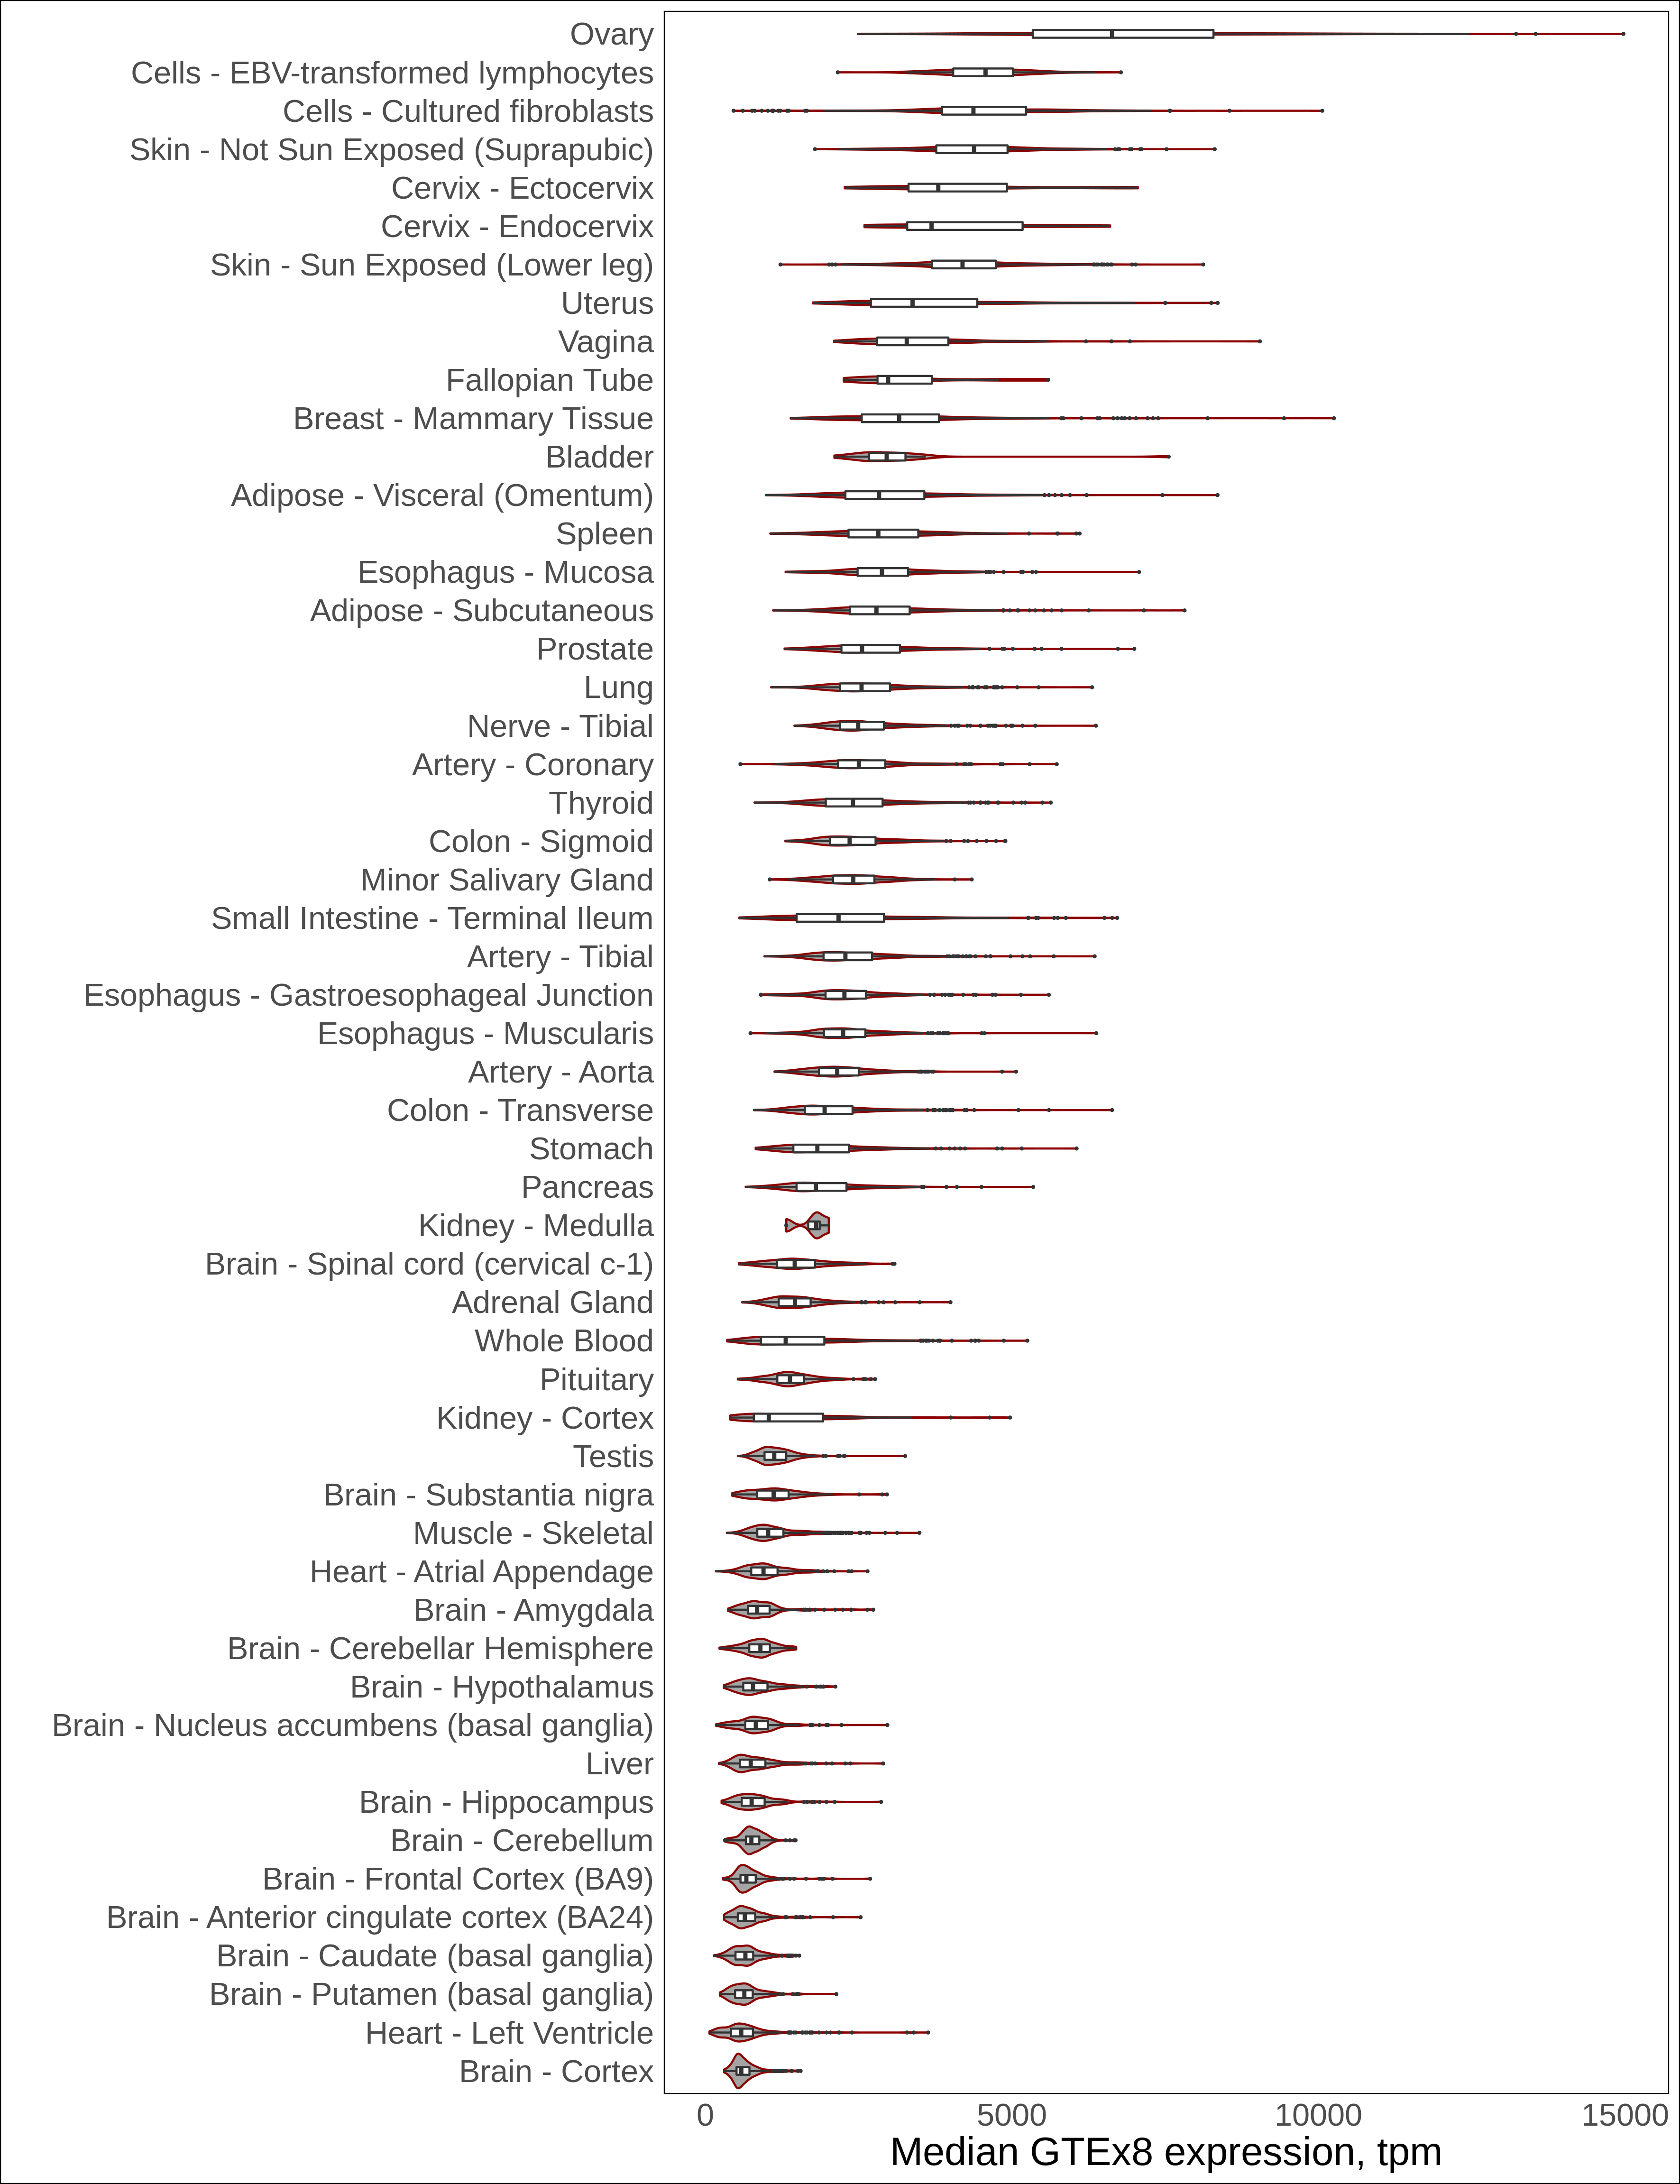 Ovary
Cells - EBV-transformed lymphocytes
Cells - Cultured fibroblasts
Skin - Not Sun Exposed (Suprapubic)
Cervix - Ectocervix
Cervix - Endocervix
Skin - Sun Exposed (Lower leg)
Uterus
Vagina
Fallopian Tube
Breast - Mammary Tissue
Bladder
Adipose - Visceral (Omentum)
Spleen
Esophagus - Mucosa
Adipose - Subcutaneous
Prostate
Lung
Nerve - Tibial
Artery - Coronary
Thyroid
Colon - Sigmoid
Minor Salivary Gland
Small Intestine - Terminal Ileum
Artery - Tibial
Esophagus - Gastroesophageal Junction
Esophagus - Muscularis
Artery - Aorta
Colon - Transverse
Stomach
Pancreas
Kidney - Medulla
Brain - Spinal cord (cervical c-1)
Adrenal Gland
Whole Blood
Pituitary
Kidney - Cortex
Testis
Brain - Substantia nigra
Muscle - Skeletal
Heart - Atrial Appendage
Brain - Amygdala
Brain - Cerebellar Hemisphere
Brain - Hypothalamus
Brain - Nucleus accumbens (basal ganglia)
Liver
Brain - Hippocampus
Brain - Cerebellum
Brain - Frontal Cortex (BA9)
Brain - Anterior cingulate cortex (BA24)
Brain - Caudate (basal ganglia)
Brain - Putamen (basal ganglia)
Heart - Left Ventricle
Brain - Cortex
0 5000 10000 15000
Median GTEx8 expression, tpm